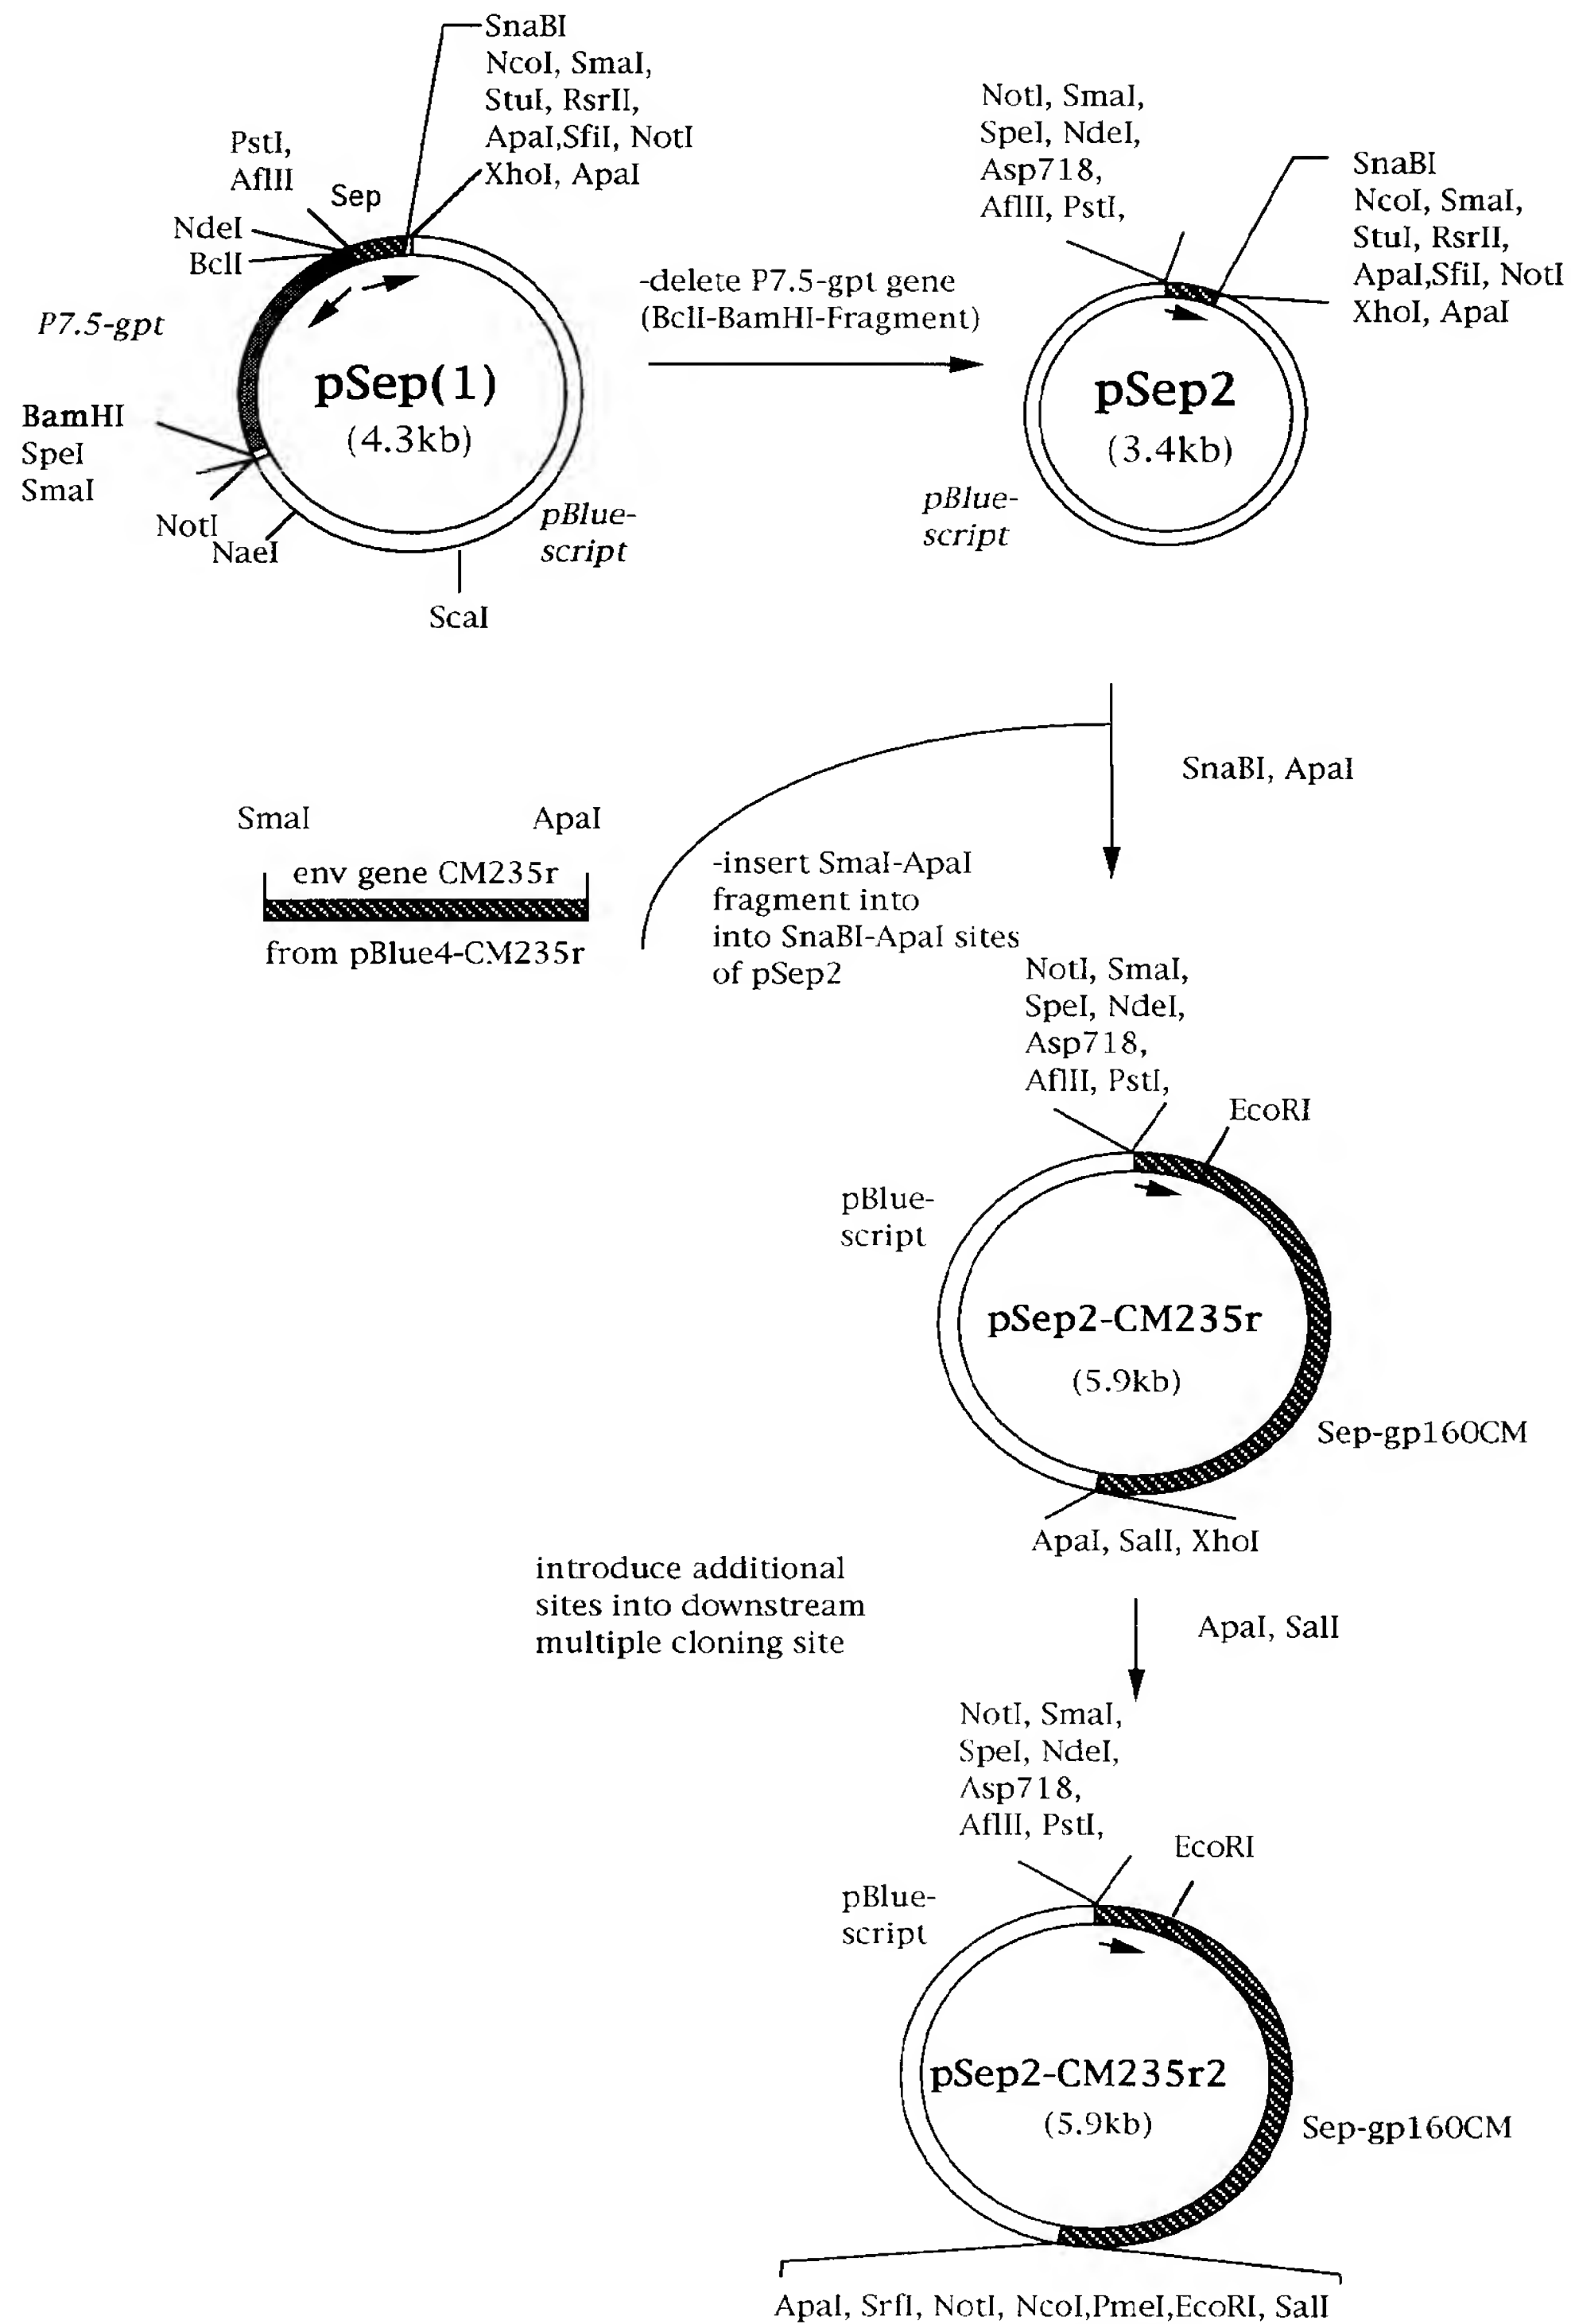 SnaBI
NcoI, SmaI,
StuI, RsrII,
ApaI,SfiI, NotI
XhoI, ApaI
PstI,
AflII
Sep
NdeI
BclI
P7.5-gpt
pSep(1)
(4.3kb)
BamHI
SpeI
SmaI
NotI
NaeI
pBlue-
script
ScaI
-delete P7.5-gpt gene
(BclI-BamHI-Fragment)
NotI, SmaI,
SpeI, NdeI,
Asp718,
AflII, PstI,
SnaBI
NcoI, SmaI,
StuI, RsrII,
ApaI,SfiI, NotI
XhoI, ApaI
pSep2
(3.4kb)
pBlue-
script
SnaBI, ApaI
SmaI ApaI
env gene CM235r
from pBlue4-CM235r
-insert SmaI-ApaI
fragment into
into SnaBI-ApaI sites
of pSep2
NotI, SmaI,
SpeI, NdeI,
Asp718,
AflII, PstI,
EcoRI
pBlue-
script
pSep2-CM235r
(5.9kb)
Sep-gp160CM
ApaI, SalI, XhoI
introduce additional
sites into downstream
multiple cloning site
ApaI, SalI
NotI, SmaI,
SpeI, NdeI,
Asp718,
AflII, PstI,
EcoRI
pBlue-
script
pSep2-CM235r2
(5.9kb)
Sep-gp160CM
ApaI, SrfI, NotI, NcoI,PmeI,EcoRI, SalI